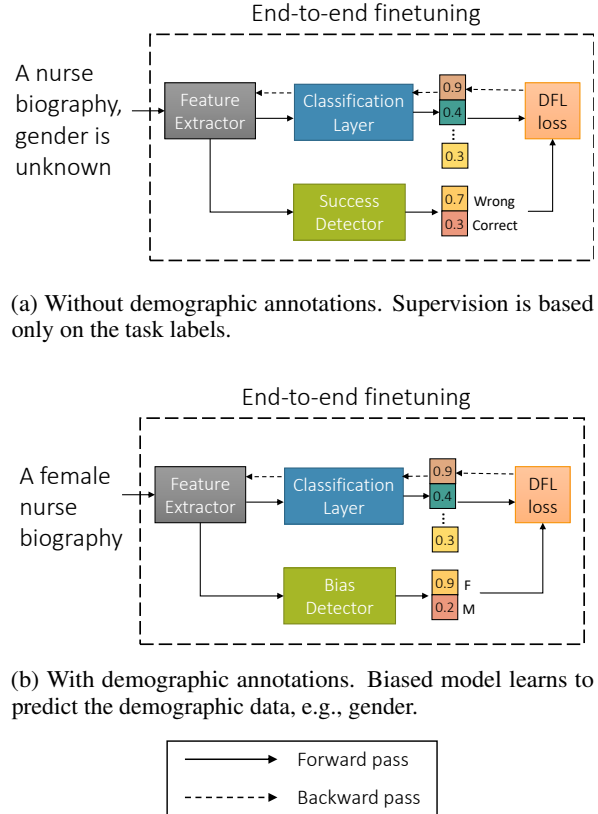 End-to-end finetuning
A nurse
biography,
gender is
unknown
Feature
Extractor
Classification
Layer
0.9
0.4
0.3
DFL
loss
Success
Detector
0.7 Wrong
0.3 Correct
(a) Without demographic annotations. Supervision is based
only on the task labels.
End-to-end finetuning
A female
nurse
biography
Feature
Extractor
Classification
Layer
0.9
0.4
0.3
DFL
loss
Bias
Detector
0.9 F
0.2 M
(b) With demographic annotations. Biased model learns to
predict the demographic data, e.g., gender.
Forward pass
Backward pass